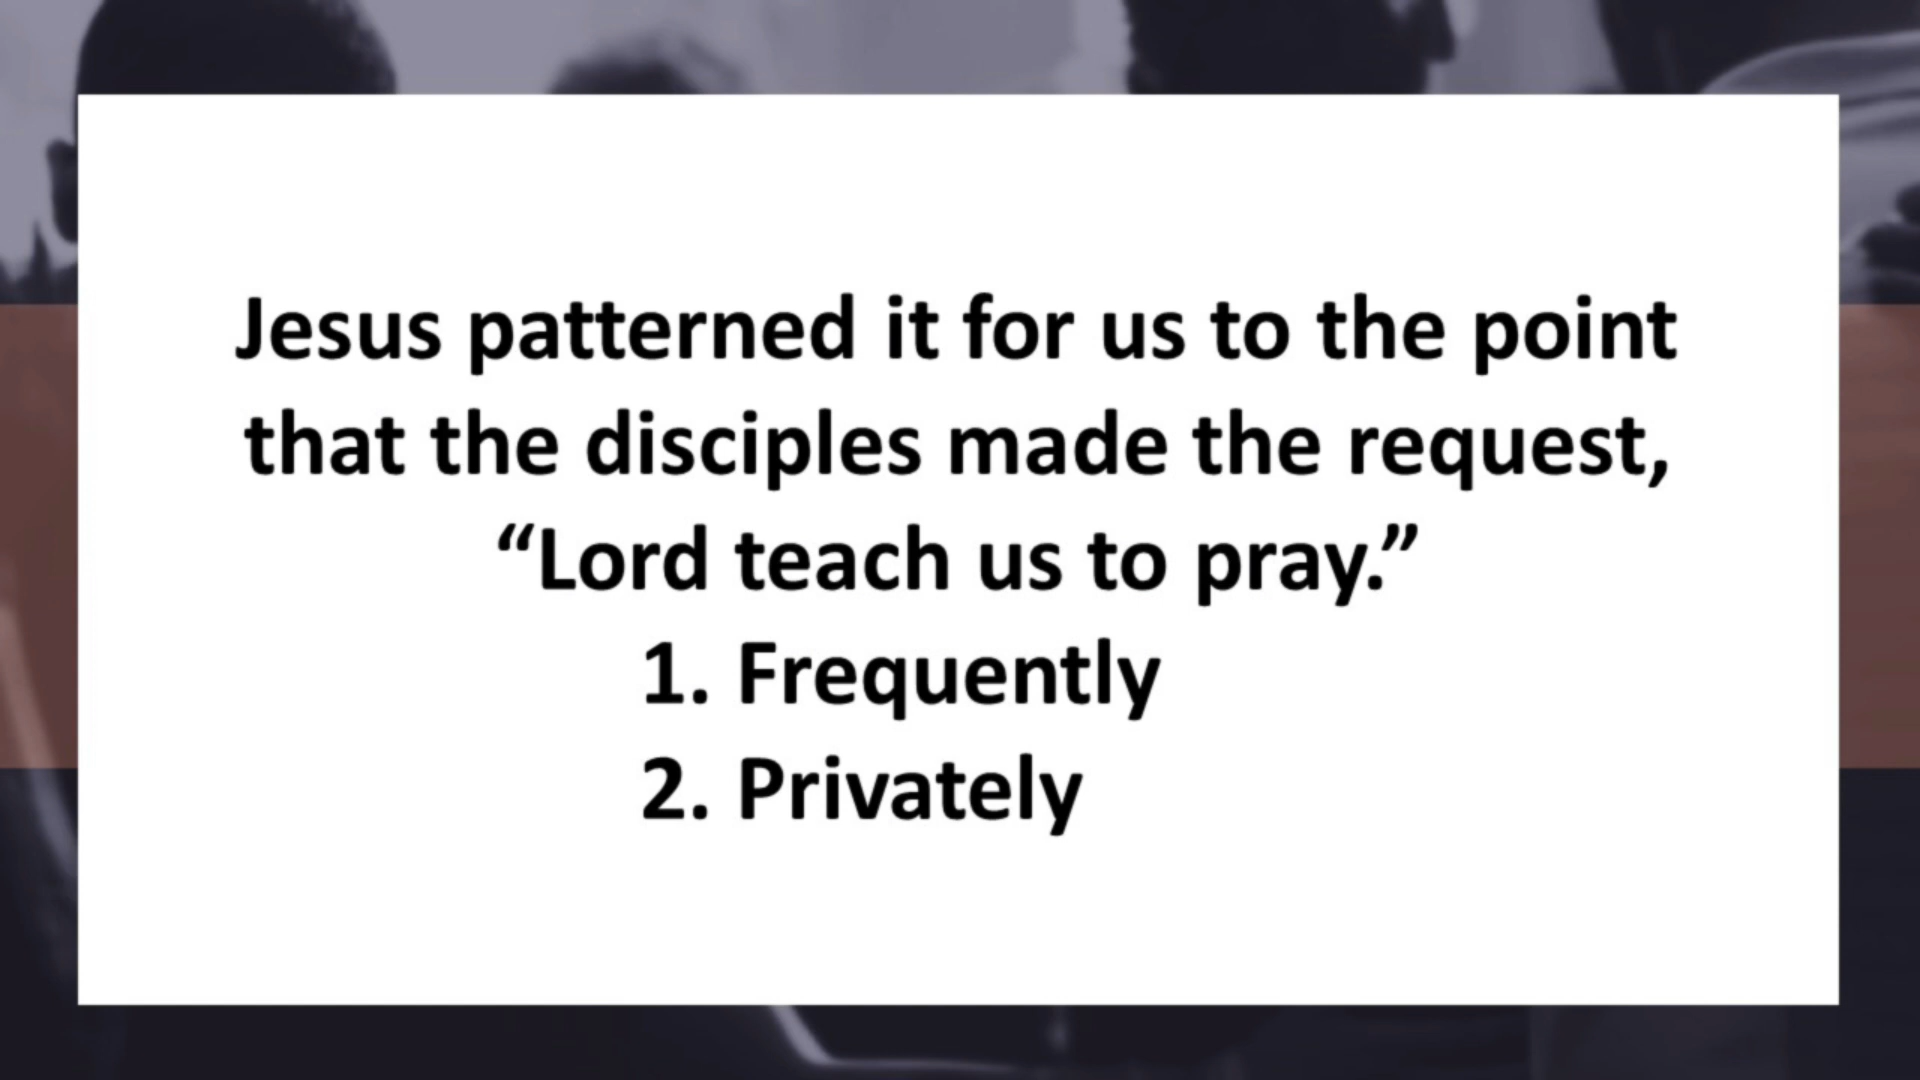 Jesus patterned it for us to the point
that the disciples made the request,
“Lord teach us to pray.”
1. Frequently
2. Privately